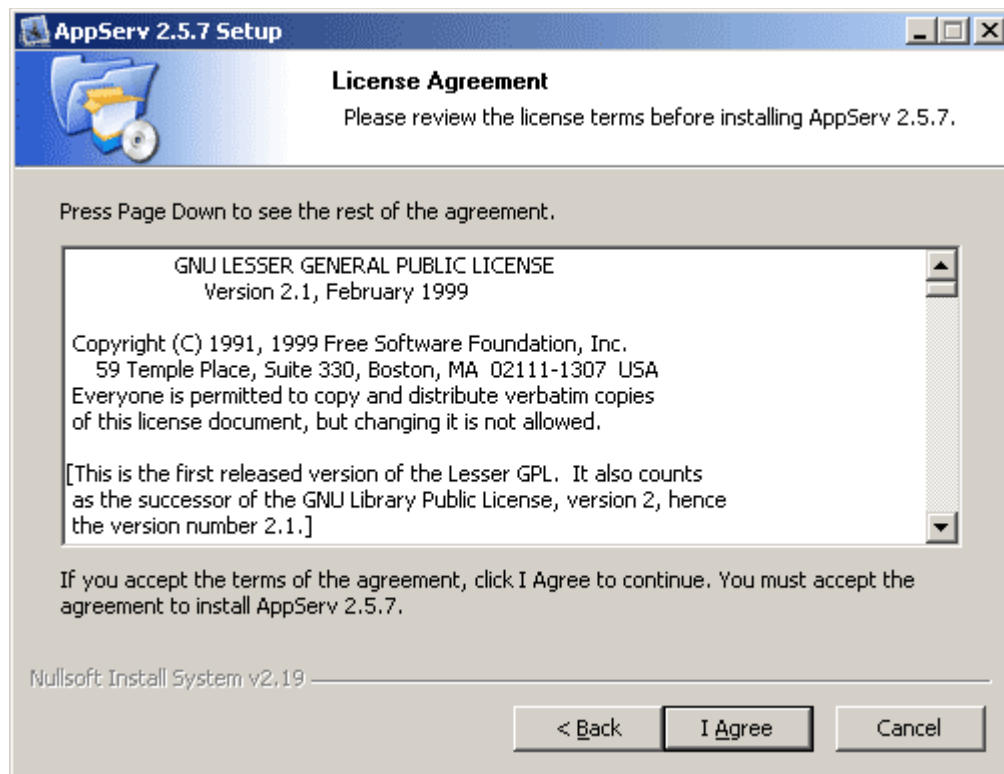 AppServ 2.5.7 Setup
License Agreement
Please review the license terms before installing AppServ 2.5.7.
Press Page Down to see the rest of the agreement.
GNU LESSER GENERAL PUBLIC LICENSE
Version 2.1, February 1999
Copyright (C) 1991, 1999 Free Software Foundation, Inc.
59 Temple Place, Suite 330, Boston, MA  02111-1307  USA
Everyone is permitted to copy and distribute verbatim copies
of this license document, but changing it is not allowed.
[This is the first released version of the Lesser GPL.  It also counts
as the successor of the GNU Library Public License, version 2, hence
the version number 2.1.]
If you accept the terms of the agreement, click I Agree to continue. You must accept the
agreement to install AppServ 2.5.7.
Nullsoft Install System v2.19
< Back
I Agree
Cancel